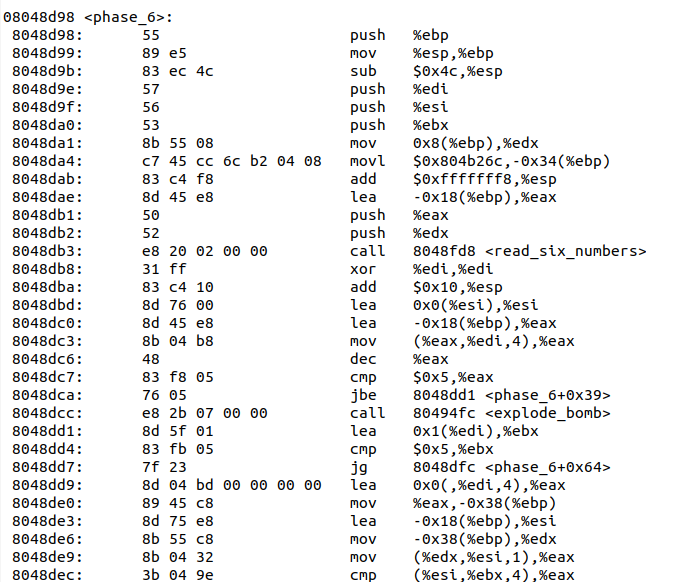 08048d98 <phase_6>:
8048d98: 55 push %ebp
8048d99: 89 e5 mov %esp,%ebp
8048d9b: 83 ec 4c sub $0x4c,%esp
8048d9e: 57 push %edi
8048d9f: 56 push %esi
8048da0: 53 push %ebx
8048da1: 8b 55 08 mov 0x8(%ebp),%edx
8048da4: c7 45 cc 6c b2 04 08 movl $0x804b26c,-0x34(%ebp)
8048dab: 83 c4 f8 add $0xfffffff8,%esp
8048dae: 8d 45 e8 lea -0x18(%ebp),%eax
8048db1: 50 push %eax
8048db2: 52 push %edx
8048db3: e8 20 02 00 00 call 8048fd8 <read_six_numbers>
8048db8: 31 ff xor %edi,%edi
8048dba: 83 c4 10 add $0x10,%esp
8048dbd: 8d 76 00 lea 0x0(%esi),%esi
8048dc0: 8d 45 e8 lea -0x18(%ebp),%eax
8048dc3: 8b 04 b8 mov (%eax,%edi,4),%eax
8048dc6: 48 dec %eax
8048dc7: 83 f8 05 cmp $0x5,%eax
8048dca: 76 05 jbe 8048dd1 <phase_6+0x39>
8048dcc: e8 2b 07 00 00 call 80494fc <explode_bomb>
8048dd1: 8d 5f 01 lea 0x1(%edi),%ebx
8048dd4: 83 fb 05 cmp $0x5,%ebx
8048dd7: 7f 23 jg 8048dfc <phase_6+0x64>
8048dd9: 8d 04 bd 00 00 00 00 lea 0x0(,%edi,4),%eax
8048de0: 89 45 c8 mov %eax,-0x38(%ebp)
8048de3: 8d 75 e8 lea -0x18(%ebp),%esi
8048de6: 8b 55 c8 mov -0x38(%ebp),%edx
8048de9: 8b 04 32 mov (%edx,%esi,1),%eax
8048dec: 3b 04 9e cmp (%esi,%ebx,4),%eax